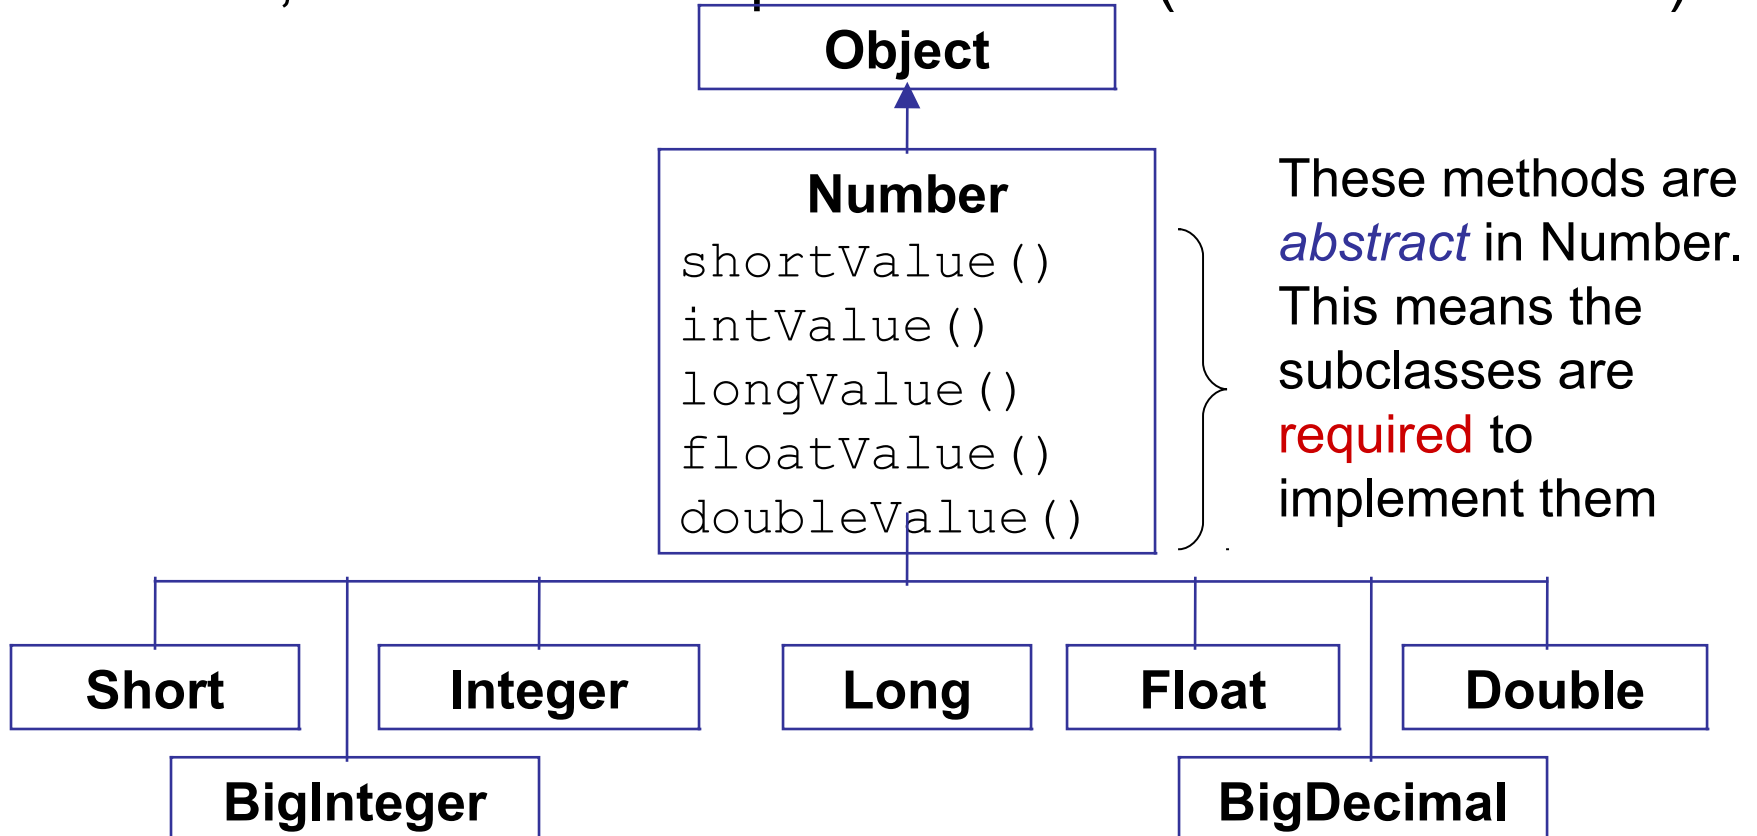 Object
Number
shortValue()
intValue()
longValue()
floatValue()
doubleValue()
These methods are
abstract in Number.
This means the
subclasses are
required to
implement them
Short
Integer
Long
Float
Double
BigInteger
BigDecimal